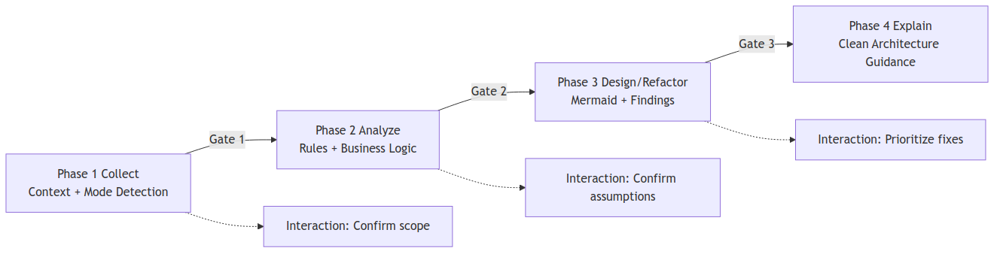 Phase 1 Collect
Context + Mode Detection
Gate 1
Interaction: Confirm scope
Phase 2 Analyze
Rules + Business Logic
Gate 2
Interaction: Confirm
assumptions
Phase 3 Design/Refactor
Mermaid + Findings
Gate 3
Interaction: Prioritize fixes
Phase 4 Explain
Clean Architecture
Guidance